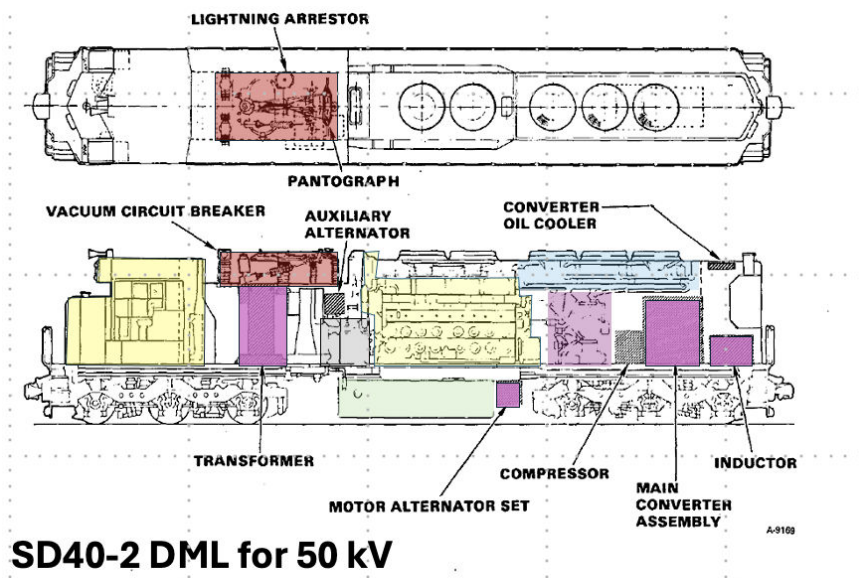 LIGHTNING ARRESTOR
PANTOGRAPH
VACUUM CIRCUIT BREAKER
AUXILIARY
ALTERNATOR
CONVERTER
OIL COOLER
TRANSFORMER
MOTOR ALTERNATOR SET
COMPRESSOR
MAIN
CONVERTER
ASSEMBLY
INDUCTOR
A-9169
SD40-2 DML for 50 kV